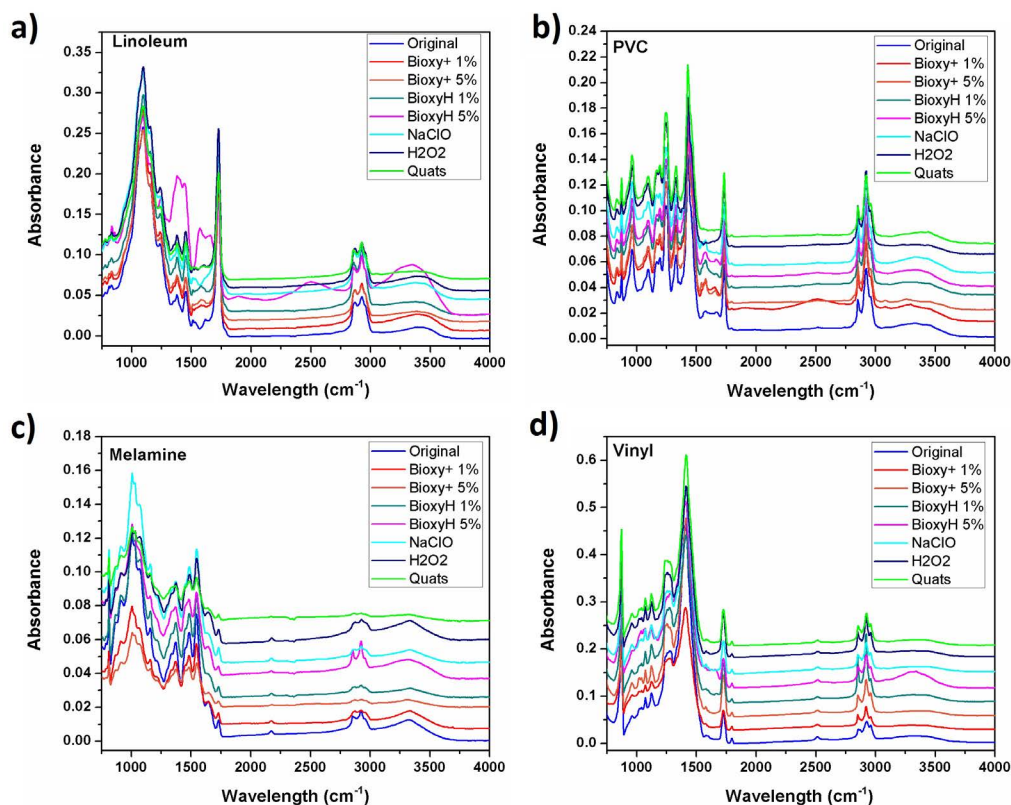 a)
Linoleum
Original
Bioxy+ 1%
Bioxy+ 5%
BioxyH 1%
BioxyH 5%
NaClO
H2O2
Quats
0.35
0.30
0.25
0.20
0.15
0.10
0.05
0.00
Absorbance
1000 1500 2000 2500 3000 3500 4000
Wavelength (cm-1)
b)
PVC
Original
Bioxy+ 1%
Bioxy+ 5%
BioxyH 1%
BioxyH 5%
NaClO
H2O2
Quats
0.24
0.22
0.20
0.18
0.16
0.14
0.12
0.10
0.08
0.06
0.04
0.02
0.00
Absorbance
1000 1500 2000 2500 3000 3500 4000
Wavelength (cm-1)
c)
Melamine
Original
Bioxy+ 1%
Bioxy+ 5%
BioxyH 1%
BioxyH 5%
NaClO
H2O2
Quats
0.18
0.16
0.14
0.12
0.10
0.08
0.06
0.04
0.02
0.00
Absorbance
1000 1500 2000 2500 3000 3500 4000
Wavelength (cm-1)
d)
Vinyl
Original
Bioxy+ 1%
Bioxy+ 5%
BioxyH 1%
BioxyH 5%
NaClO
H2O2
Quats
0.6
0.4
0.3
0.2
0.1
0.0
Absorbance
1000 1500 2000 2500 3000 3500 4000
Wavelength (cm-1)